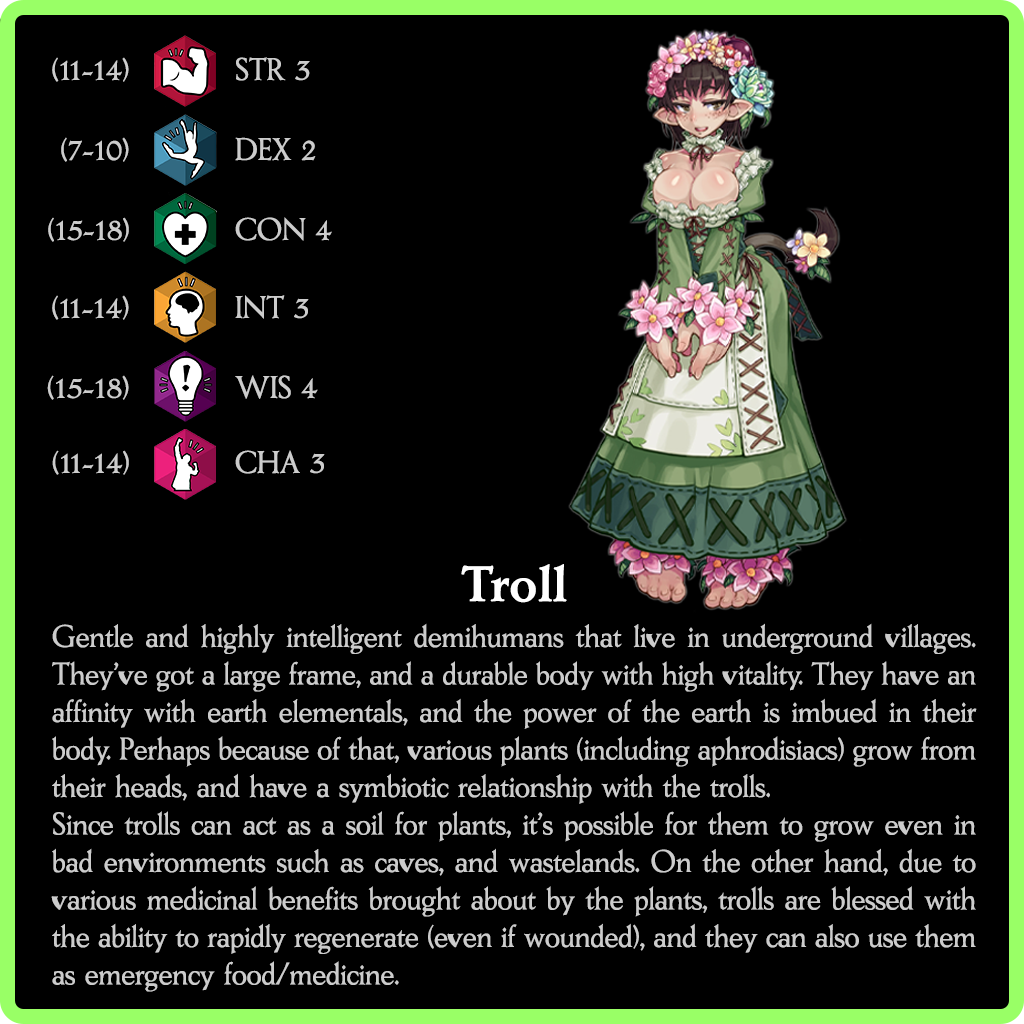 (11-14) STR 3
(7-10) DEX 2
(15-18) CON 4
(11-14) INT 3
(15-18) WIS 4
(11-14) CHA 3
Troll
Gentle and highly intelligent demihumans that live in underground villages.
They've got a large frame, and a durable body with high vitality. They have an
affinity with earth elementals, and the power of the earth is imbued in their
body. Perhaps because of that, various plants (including aphrodisiacs) grow from
their heads, and have a symbiotic relationship with the trolls.
Since trolls can act as a soil for plants, it's possible for them to grow even in
bad environments such as caves, and wastelands. On the other hand, due to
various medicinal benefits brought about by the plants, trolls are blessed with
the ability to rapidly regenerate (even if wounded), and they can also use them
as emergency food/medicine.